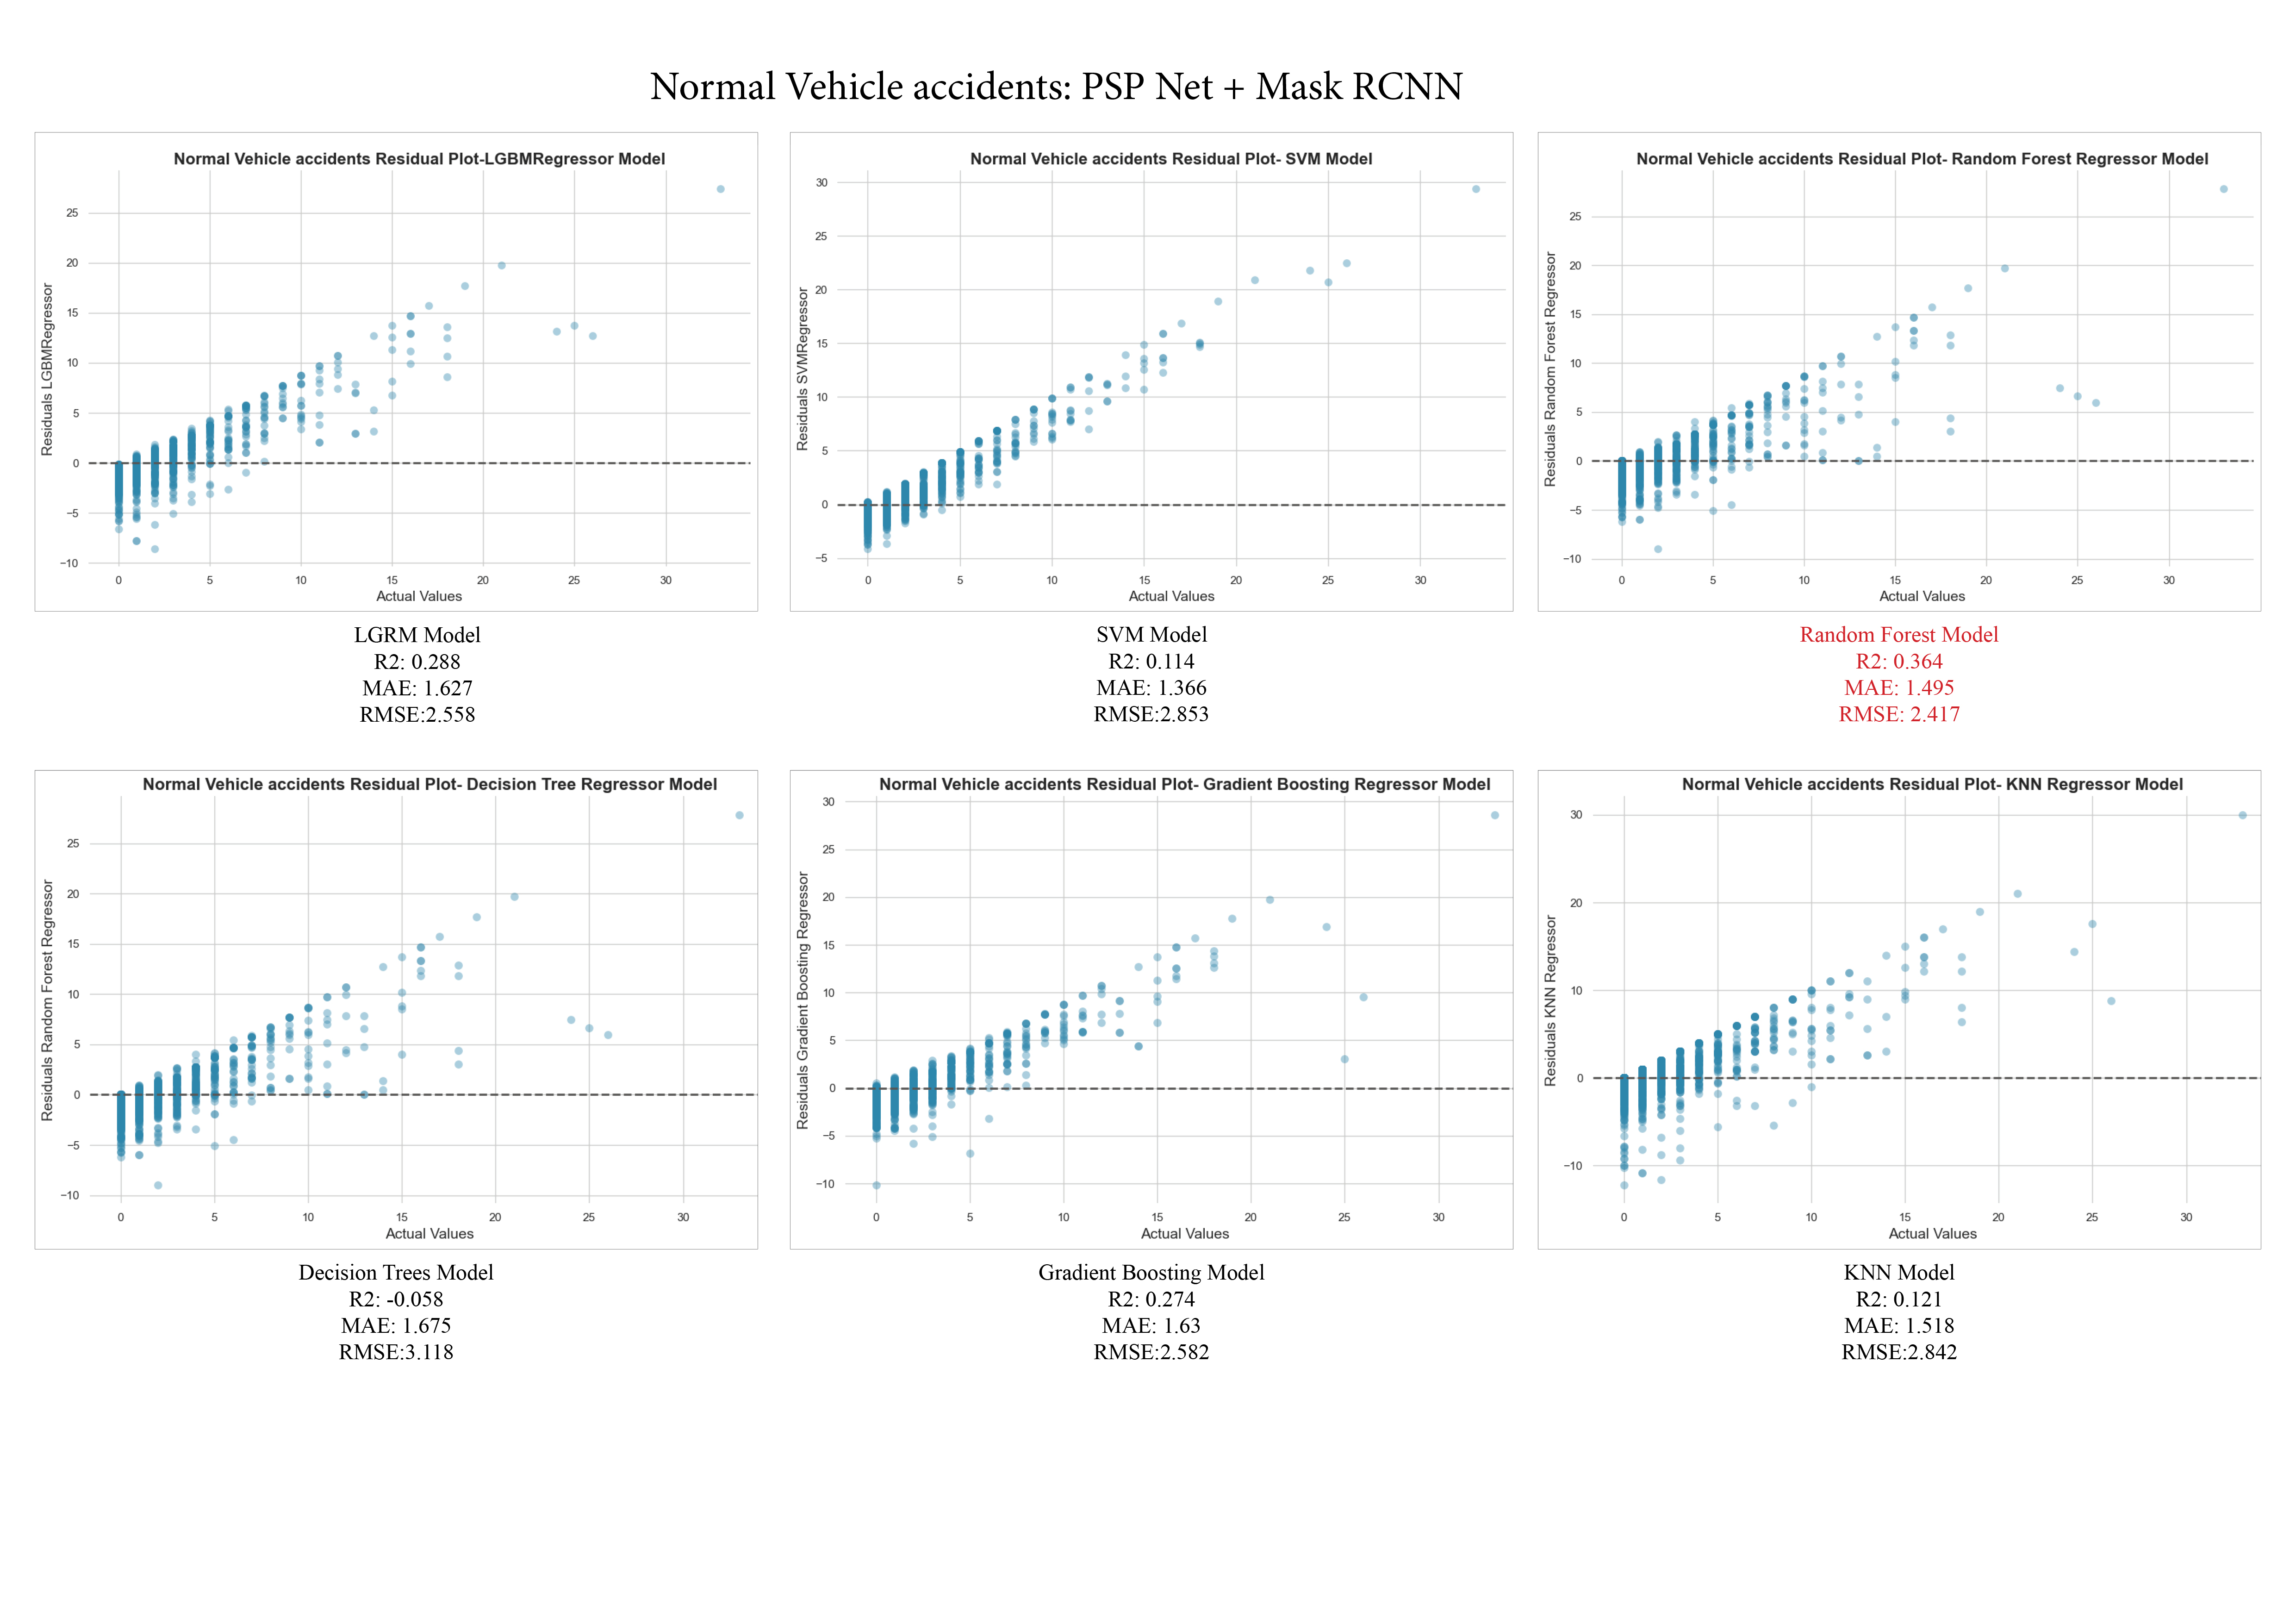 Normal Vehicle accidents: PSP Net + Mask RCNN
Normal Vehicle accidents Residual Plot-LGBMRegressor Model
Residuals LGBMRegressor
25
20
15
10
5
0
−5
−10
0 5 10 15 20 25 30
Actual Values
LGRM Model
R2: 0.288
MAE: 1.627
RMSE:2.558
Normal Vehicle accidents Residual Plot- SVM Model
Residuals SVMRegressor
30
25
20
15
10
5
0
−5
0 5 10 15 20 25 30
Actual Values
SVM Model
R2: 0.114
MAE: 1.366
RMSE:2.853
Normal Vehicle accidents Residual Plot- Random Forest Regressor Model
Residuals Random Forest Regressor
25
20
15
10
5
0
−5
−10
0 5 10 15 20 25 30
Actual Values
Random Forest Model
R2: 0.364
MAE: 1.495
RMSE: 2.417
Normal Vehicle accidents Residual Plot- Decision Tree Regressor Model
Residuals Random Forest Regressor
25
20
15
10
5
0
−5
−10
0 5 10 15 20 25 30
Actual Values
Decision Trees Model
R2: -0.058
MAE: 1.675
RMSE:3.118
Normal Vehicle accidents Residual Plot- Gradient Boosting Regressor Model
Residuals Gradient Boosting Regressor
30
25
20
15
10
5
0
−5
−10
0 5 10 15 20 25 30
Actual Values
Gradient Boosting Model
R2: 0.274
MAE: 1.63
RMSE:2.582
Normal Vehicle accidents Residual Plot- KNN Regressor Model
Residuals KNN Regressor
30
20
10
0
−10
0 5 10 15 20 25 30
Actual Values
KNN Model
R2: 0.121
MAE: 1.518
RMSE:2.842